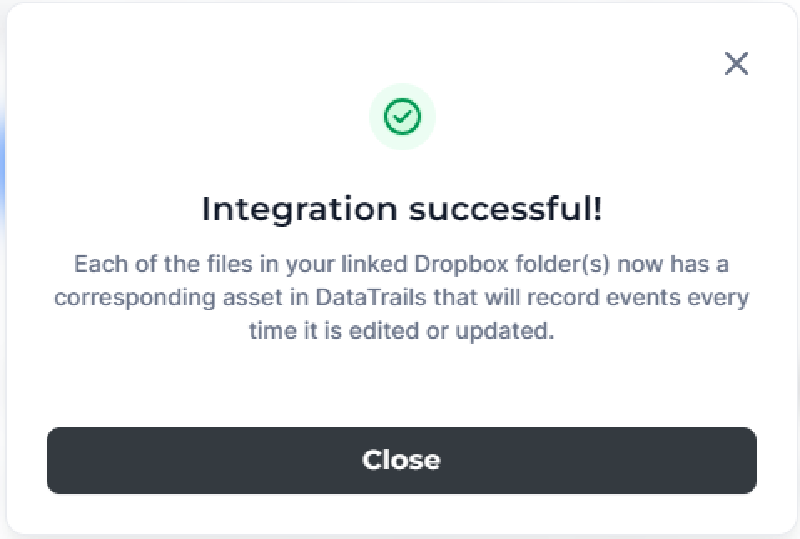 Integration successful!
Each of the files in your linked Dropbox folder(s) now has a
corresponding asset in DataTrails that will record events every
time it is edited or updated.
Close